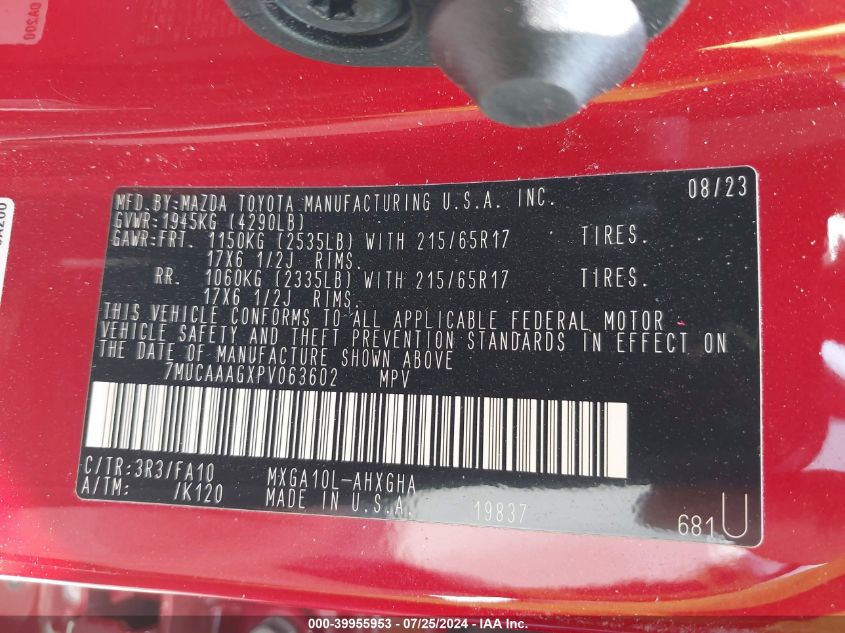 MFD.BY:MAZDA TOYOTA MANUFACTURING U.S.A. INC. 08/23
GVWR:1945KG (4290LB)
GAWR:FRT. 1150KG (2535LB) WITH 215/65R17 TIRES.
17X6 1/2J RIMS.
RR. 1060KG (2335LB) WITH 215/65R17 TIRES.
17X6 1/2J RIMS.
THIS VEHICLE CONFORMS TO ALL APPLICABLE FEDERAL MOTOR
VEHICLE SAFETY AND THEFT PREVENTION STANDARDS IN EFFECT ON
THE DATE OF MANUFACTURE SHOWN ABOVE
7MUCAAAGXPV063602 MPV
C/TR:3R3/FA10 MXGA10L-AHXGHA
A/TM: /K120 MADE IN U.S.A. 19837
681U
000-39955953 - 07/25/2024 - IAAI.com